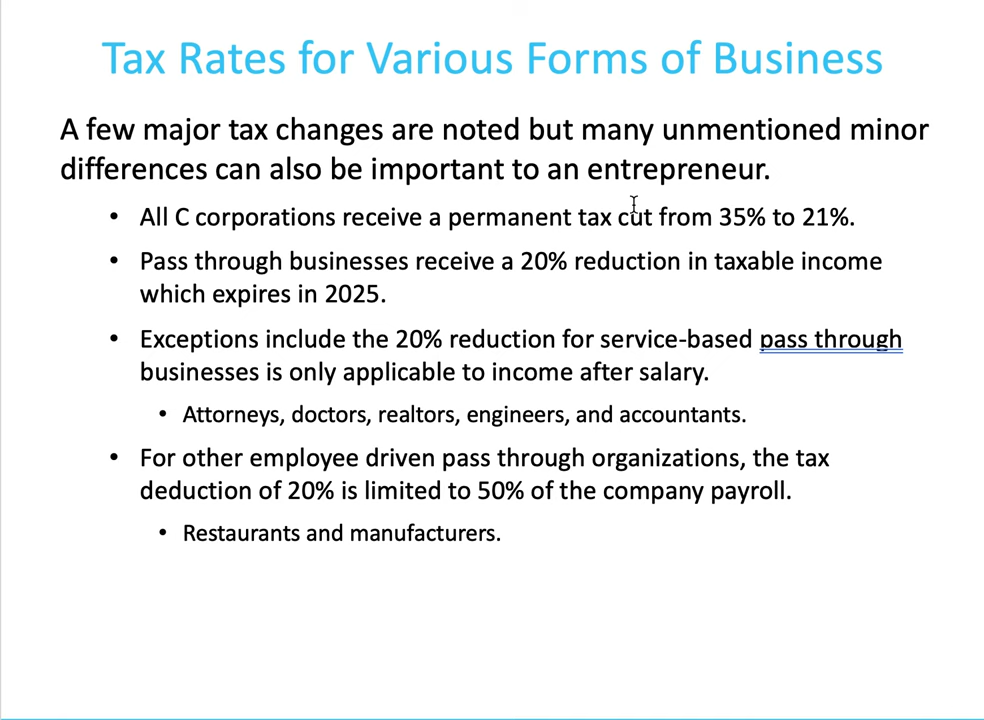 Tax Rates for Various Forms of Business
A few major tax changes are noted but many unmentioned minor
differences can also be important to an entrepreneur.
• All C corporations receive a permanent tax cut from 35% to 21%.
• Pass through businesses receive a 20% reduction in taxable income
which expires in 2025.
• Exceptions include the 20% reduction for service-based pass through
businesses is only applicable to income after salary.
• Attorneys, doctors, realtors, engineers, and accountants.
• For other employee driven pass through organizations, the tax
deduction of 20% is limited to 50% of the company payroll.
• Restaurants and manufacturers.